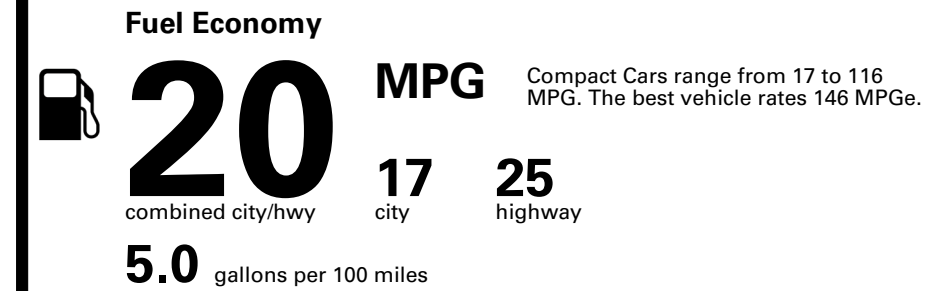 Fuel Economy
20 MPG
Compact Cars range from 17 to 116
MPG. The best vehicle rates 146 MPGe.
17 25
combined city/hwy city highway
5.0 gallons per 100 miles